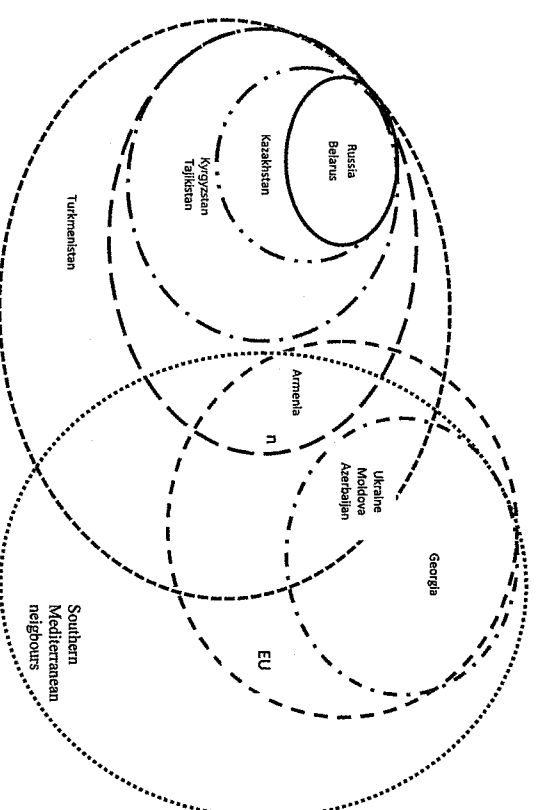 Russia
Belarus
Kazakhstan
Kyrgyzstan
Tajikistan
Turkmenistan
Armenia
n
Ukraine
Moldova
Azerbaijan
Georgia
EU
Southern
Mediterranean
neigbours